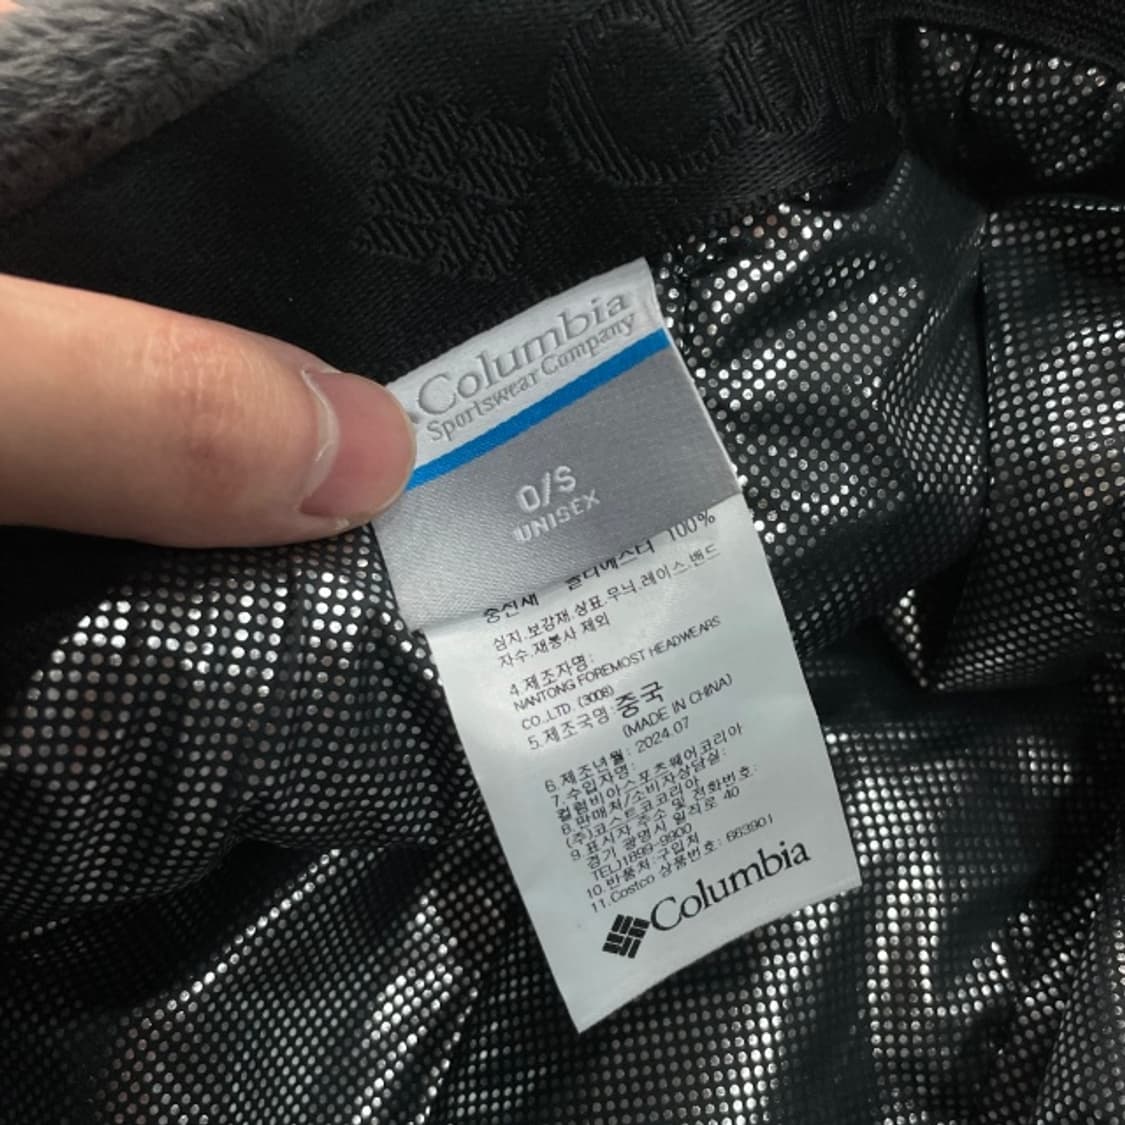 Colu
Columbia
Sportswear Company
O/S
UNISEX
충전재 폴리에스터 100%
심지.보강재.상표.무늬.레이스.밴드
자수.재봉사 제외
4.제조자명:
NANTONG FOREMOST HEADWEARS
CO.,LTD. (3008)
5.제조국명:중국
(MADE IN CHINA)
6.제조년월: 2024.07
7.수입자명:
컬럼비아스포츠웨어코리아
8.판매처/소비자상담실:
(주)코스트코코리아
9.표시자 주소 및 전화번호:
경기 광명시 일직로 40
TEL)1899-9900
10.반품처:구입처
11.Costco 상품번호: 663901
Columbia